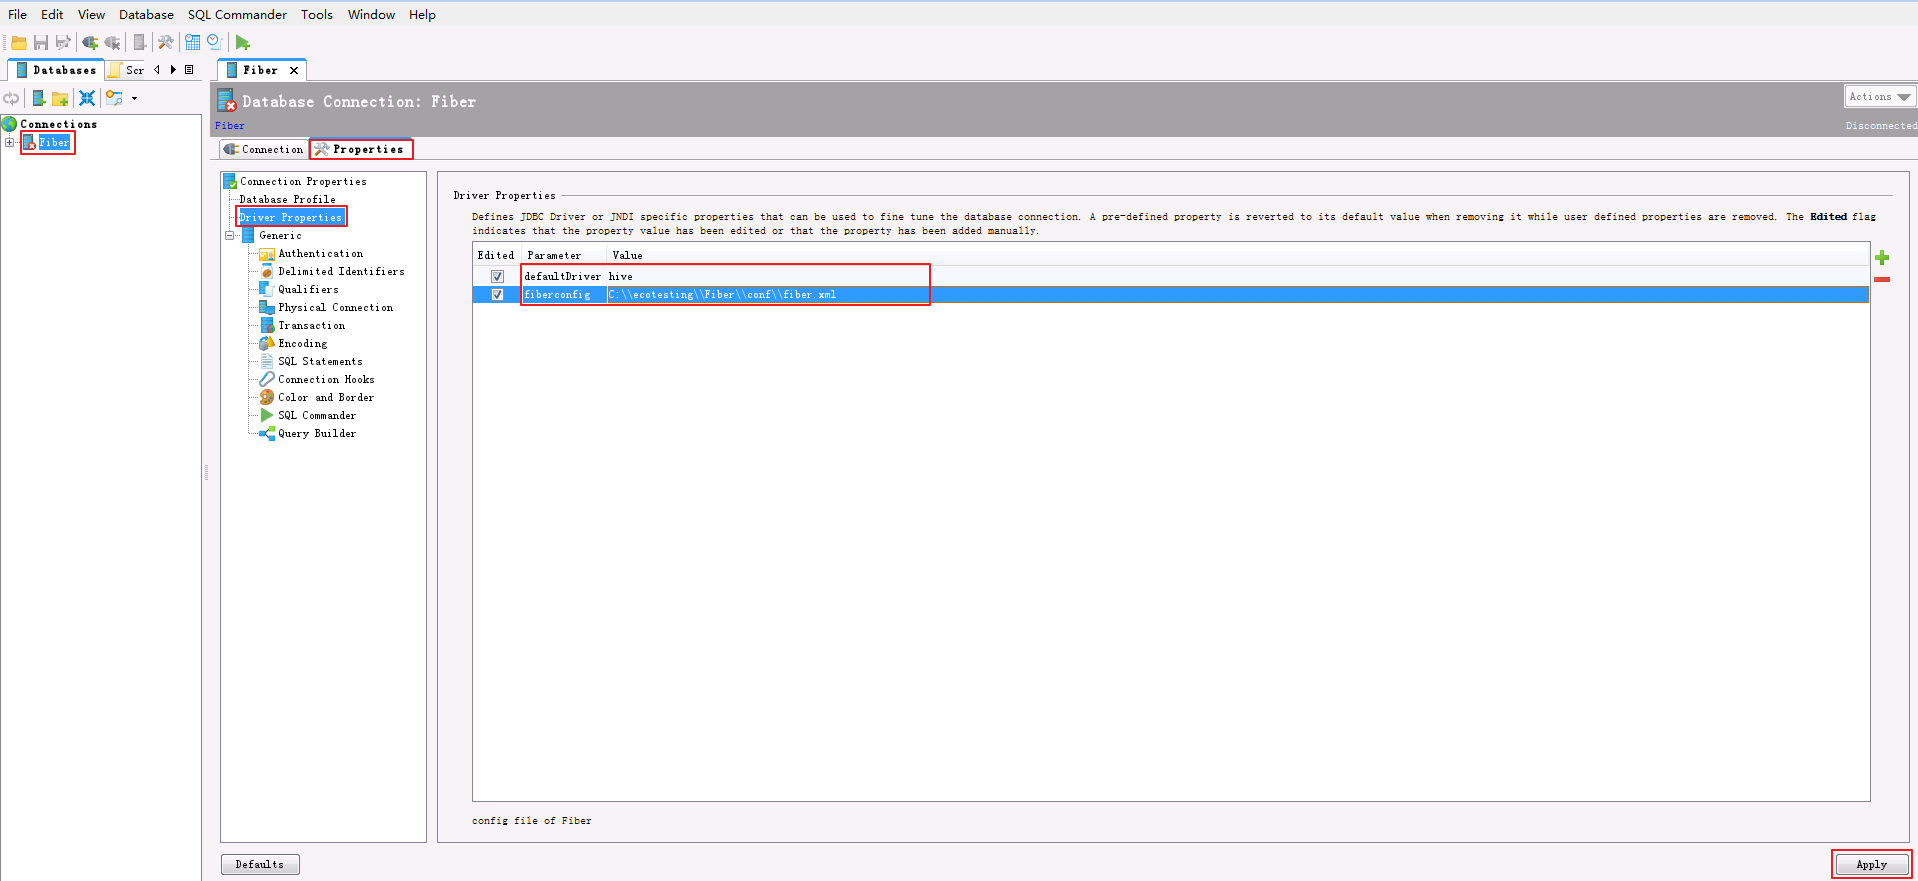 File Edit View Database SQL Commander Tools Window Help
Databases Scr
Fiber
Database Connection: Fiber
Actions
Fiber
Disconnected
Connections
Fiber
Connection Properties
Connection Properties
Database Profile
Driver Properties
Generic
Authentication
Delimited Identifiers
Qualifiers
Physical Connection
Transaction
Encoding
SQL Statements
Connection Hooks
Color and Border
SQL Commander
Query Builder
Driver Properties
Defines JDBC Driver or JNDI specific properties that can be used to fine tune the database connection. A pre-defined property is reverted to its default value when removing it while user defined properties are removed. The Edited flag
indicates that the property value has been edited or that the property has been added manually.
Edited Parameter Value
defaultDriver hive
fiberconfig C:\\ecotesting\\Fiber\\conf\\fiber.xml
config file of Fiber
Defaults
Apply